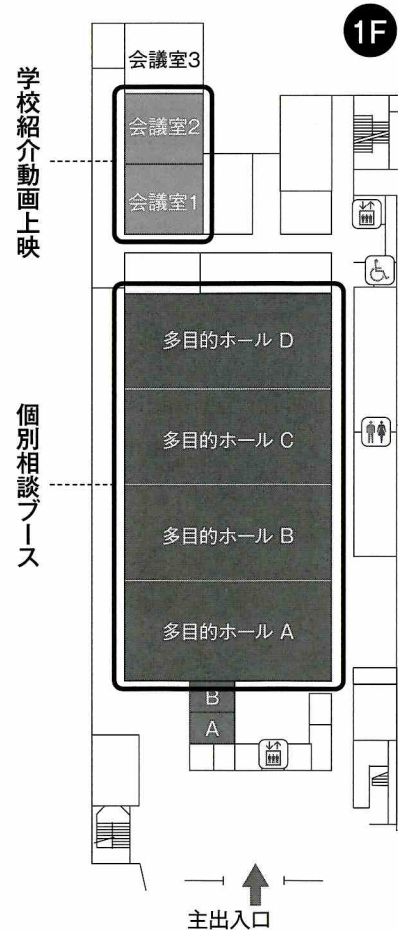 1F
会議室3
学校紹介動画上映
会議室2
会議室1
多目的ホール D
個別相談ブース
多目的ホール C
多目的ホール B
多目的ホール A
B
A
主出入口